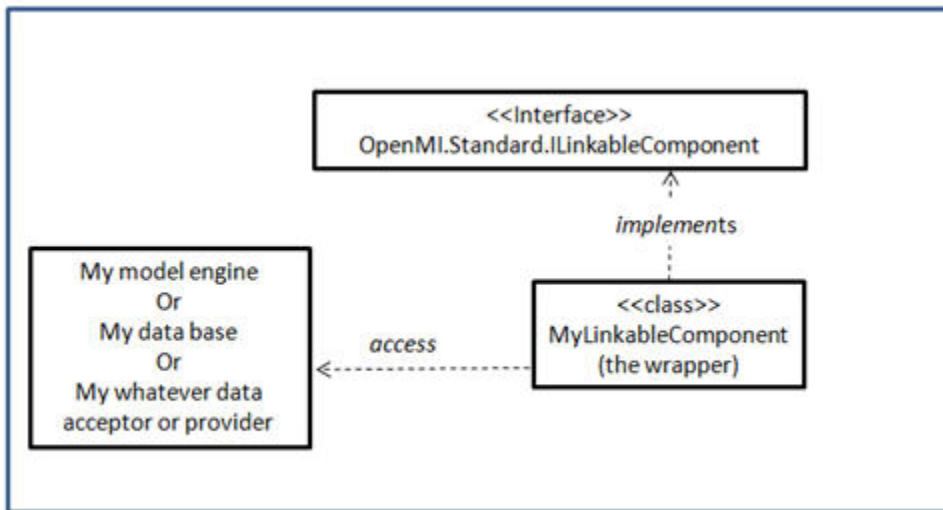 <<Interface>>
OpenMI.Standard.ILinkableComponent
implements
<<class>>
MyLinkableComponent
(the wrapper)
access
My model engine
Or
My data base
Or
My whatever data
acceptor or provider